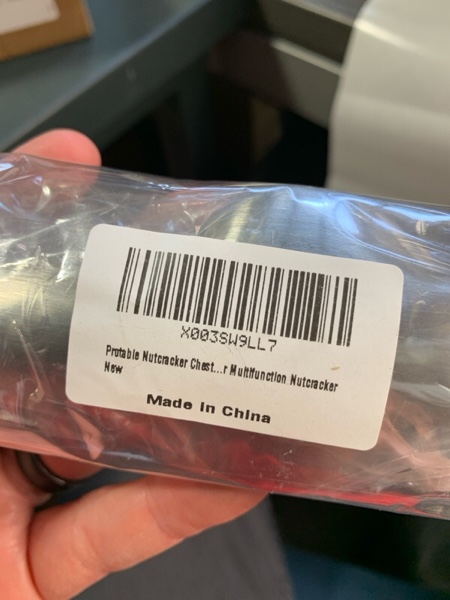 X003SW9LL7
Protable Nutcracker Chest...r Multifunction Nutcracker
New
Made in China